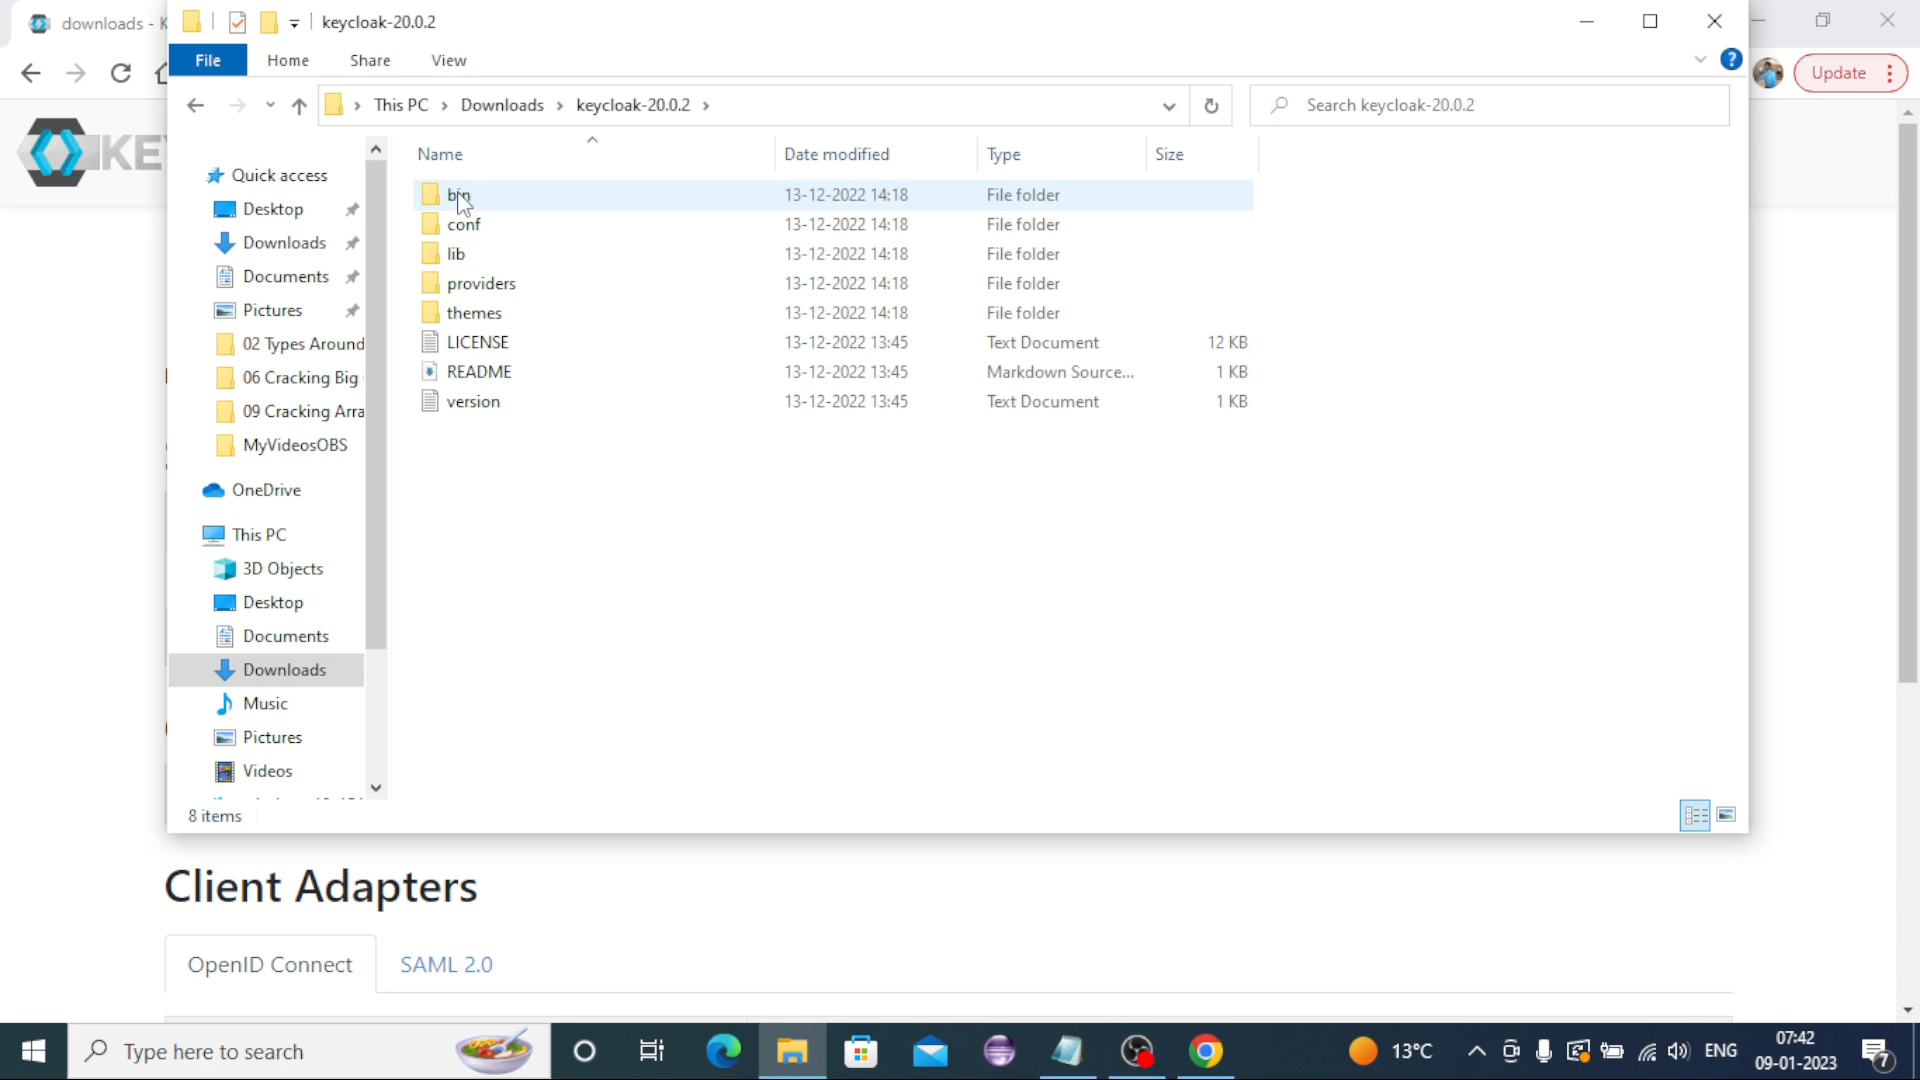 downloads - K
keycloak-20.0.2
File
Home
Share
View
Update
This PC
Downloads
keycloak-20.0.2
Search keycloak-20.0.2
KEY
Name
Date modified
Type
Size
Quick access
Desktop
Downloads
Documents
Pictures
02 Types Around
06 Cracking Big
09 Cracking Arra
MyVideosOBS
OneDrive
This PC
3D Objects
Desktop
Documents
Downloads
Music
Pictures
Videos
bin 13-12-2022 14:18 File folder
conf 13-12-2022 14:18 File folder
lib 13-12-2022 14:18 File folder
providers 13-12-2022 14:18 File folder
themes 13-12-2022 14:18 File folder
LICENSE 13-12-2022 13:45 Text Document 12 KB
README 13-12-2022 13:45 Markdown Source... 1 KB
version 13-12-2022 13:45 Text Document 1 KB
8 items
Client Adapters
OpenID Connect
SAML 2.0
Type here to search
13°C
ENG
07:42
09-01-2023
7